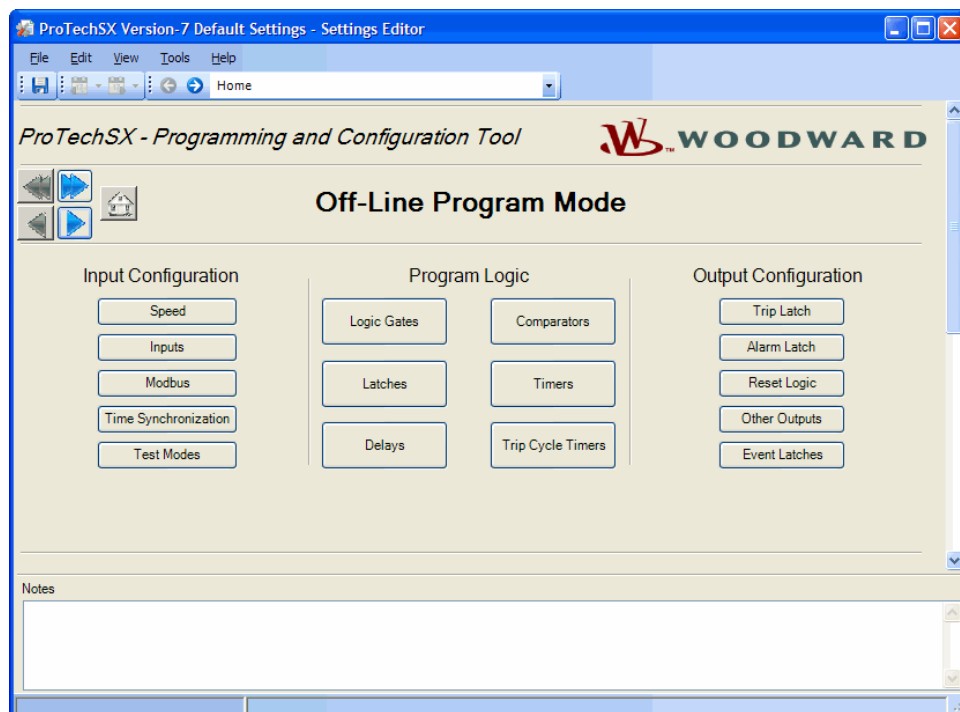 ProTechSX Version-7 Default Settings - Settings Editor
File Edit View Tools Help
Home
ProTechSX - Programming and Configuration Tool
WOODWARD
TM
Off-Line Program Mode
Input Configuration
Speed
Inputs
Modbus
Time Synchronization
Test Modes
Program Logic
Logic Gates
Comparators
Latches
Timers
Delays
Trip Cycle Timers
Output Configuration
Trip Latch
Alarm Latch
Reset Logic
Other Outputs
Event Latches
Notes